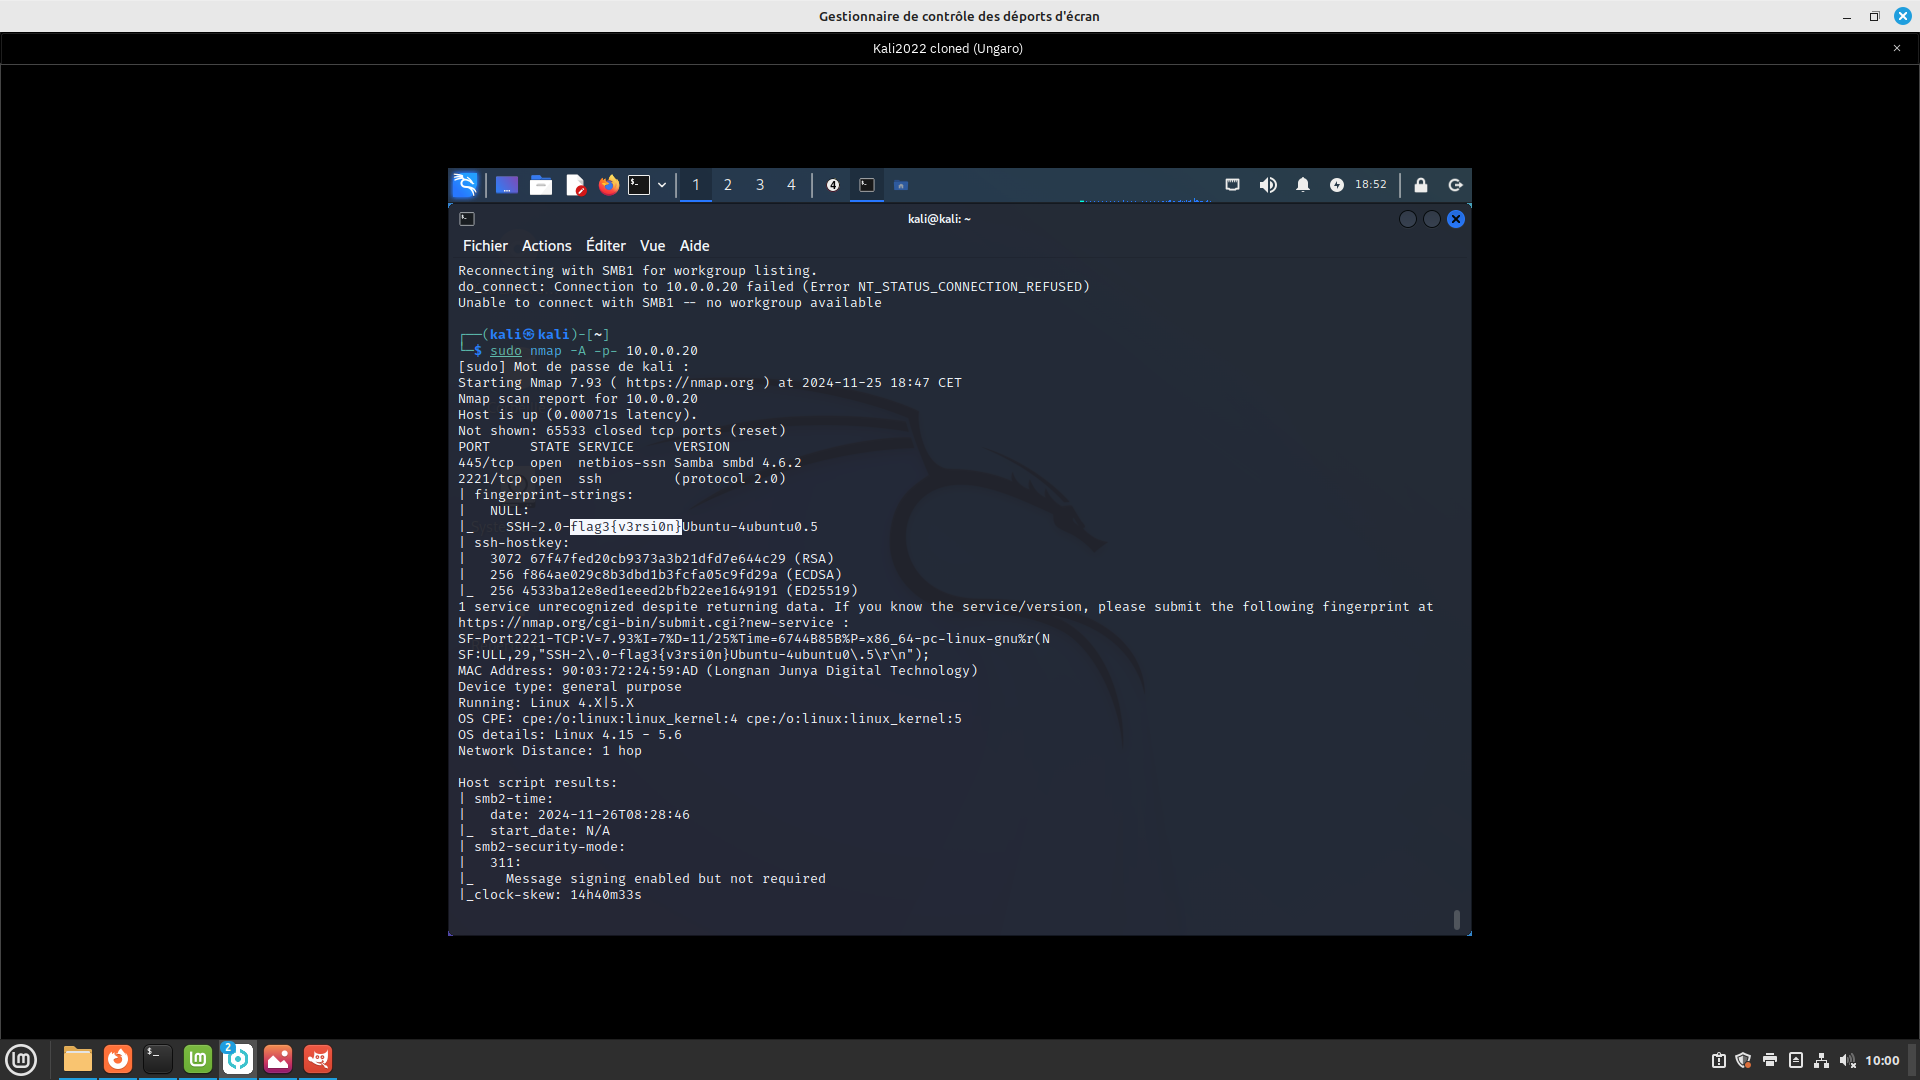 Gestionnaire de contrôle des déports d'écran
Kali2022 cloned (Ungaro)
1 2 3 4 4 18:52
kali@kali: ~
Fichier Actions Éditer Vue Aide
Reconnecting with SMB1 for workgroup listing.
do_connect: Connection to 10.0.0.20 failed (Error NT_STATUS_CONNECTION_REFUSED)
Unable to connect with SMB1 -- no workgroup available
┌──(kali㉿kali)-[~]
└─$ sudo nmap -A -p- 10.0.0.20
[sudo] Mot de passe de kali :
Starting Nmap 7.93 ( https://nmap.org ) at 2024-11-25 18:47 CET
Nmap scan report for 10.0.0.20
Host is up (0.00071s latency).
Not shown: 65533 closed tcp ports (reset)
PORT     STATE SERVICE     VERSION
445/tcp  open  netbios-ssn Samba smbd 4.6.2
2221/tcp open  ssh         (protocol 2.0)
| fingerprint-strings:
|   NULL:
|_    SSH-2.0-flag3{v3rsi0n}Ubuntu-4ubuntu0.5
| ssh-hostkey:
|   3072 67f47fed20cb9373a3b21dfd7e644c29 (RSA)
|   256 f864ae029c8b3dbd1b3fcfa05c9fd29a (ECDSA)
|_  256 4533ba12e8ed1eeed2bfb22ee1649191 (ED25519)
1 service unrecognized despite returning data. If you know the service/version, please submit the following fingerprint at
https://nmap.org/cgi-bin/submit.cgi?new-service :
SF-Port2221-TCP:V=7.93%I=7%D=11/25%Time=6744B85B%P=x86_64-pc-linux-gnu%r(N
SF:ULL,29,"SSH-2\.0-flag3{v3rsi0n}Ubuntu-4ubuntu0\.5\r\n");
MAC Address: 90:03:72:24:59:AD (Longnan Junya Digital Technology)
Device type: general purpose
Running: Linux 4.X|5.X
OS CPE: cpe:/o:linux:linux_kernel:4 cpe:/o:linux:linux_kernel:5
OS details: Linux 4.15 - 5.6
Network Distance: 1 hop
Host script results:
| smb2-time:
|   date: 2024-11-26T08:28:46
|_  start_date: N/A
| smb2-security-mode:
|   311:
|_    Message signing enabled but not required
|_clock-skew: 14h40m33s
2
10:00